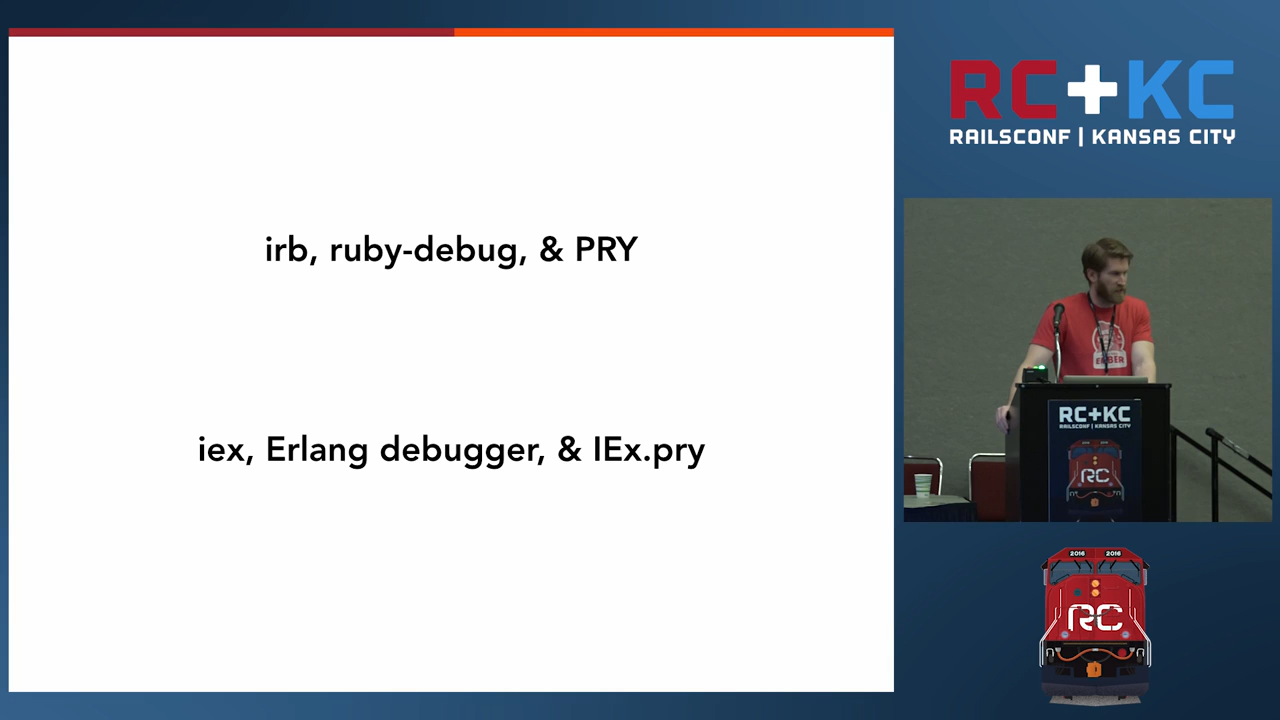 irb, ruby-debug, & PRY
iex, Erlang debugger, & IEx.pry
RC+KC
RAILSCONF | KANSAS CITY
EMBER
RC+KC
RAILSCONF | KANSAS CITY
RC
2016 2016
RC